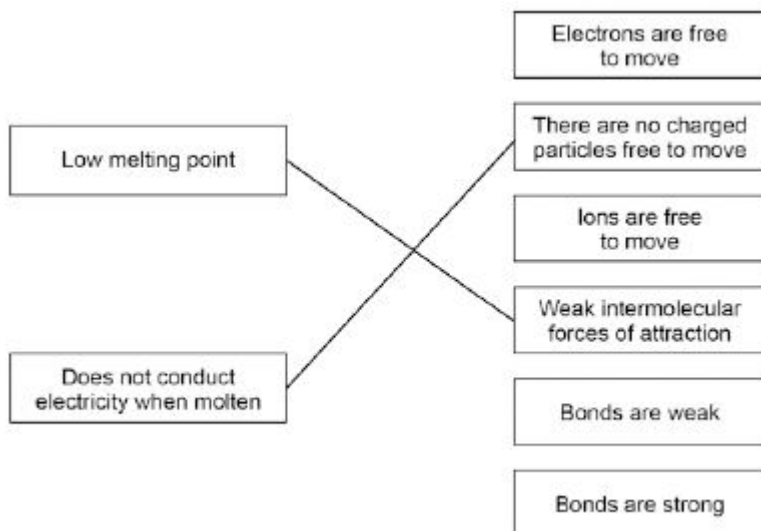 Electrons are free
to move
There are no charged
particles free to move
Low melting point
Ions are free
to move
Weak intermolecular
forces of attraction
Does not conduct
electricity when molten
Bonds are weak
Bonds are strong